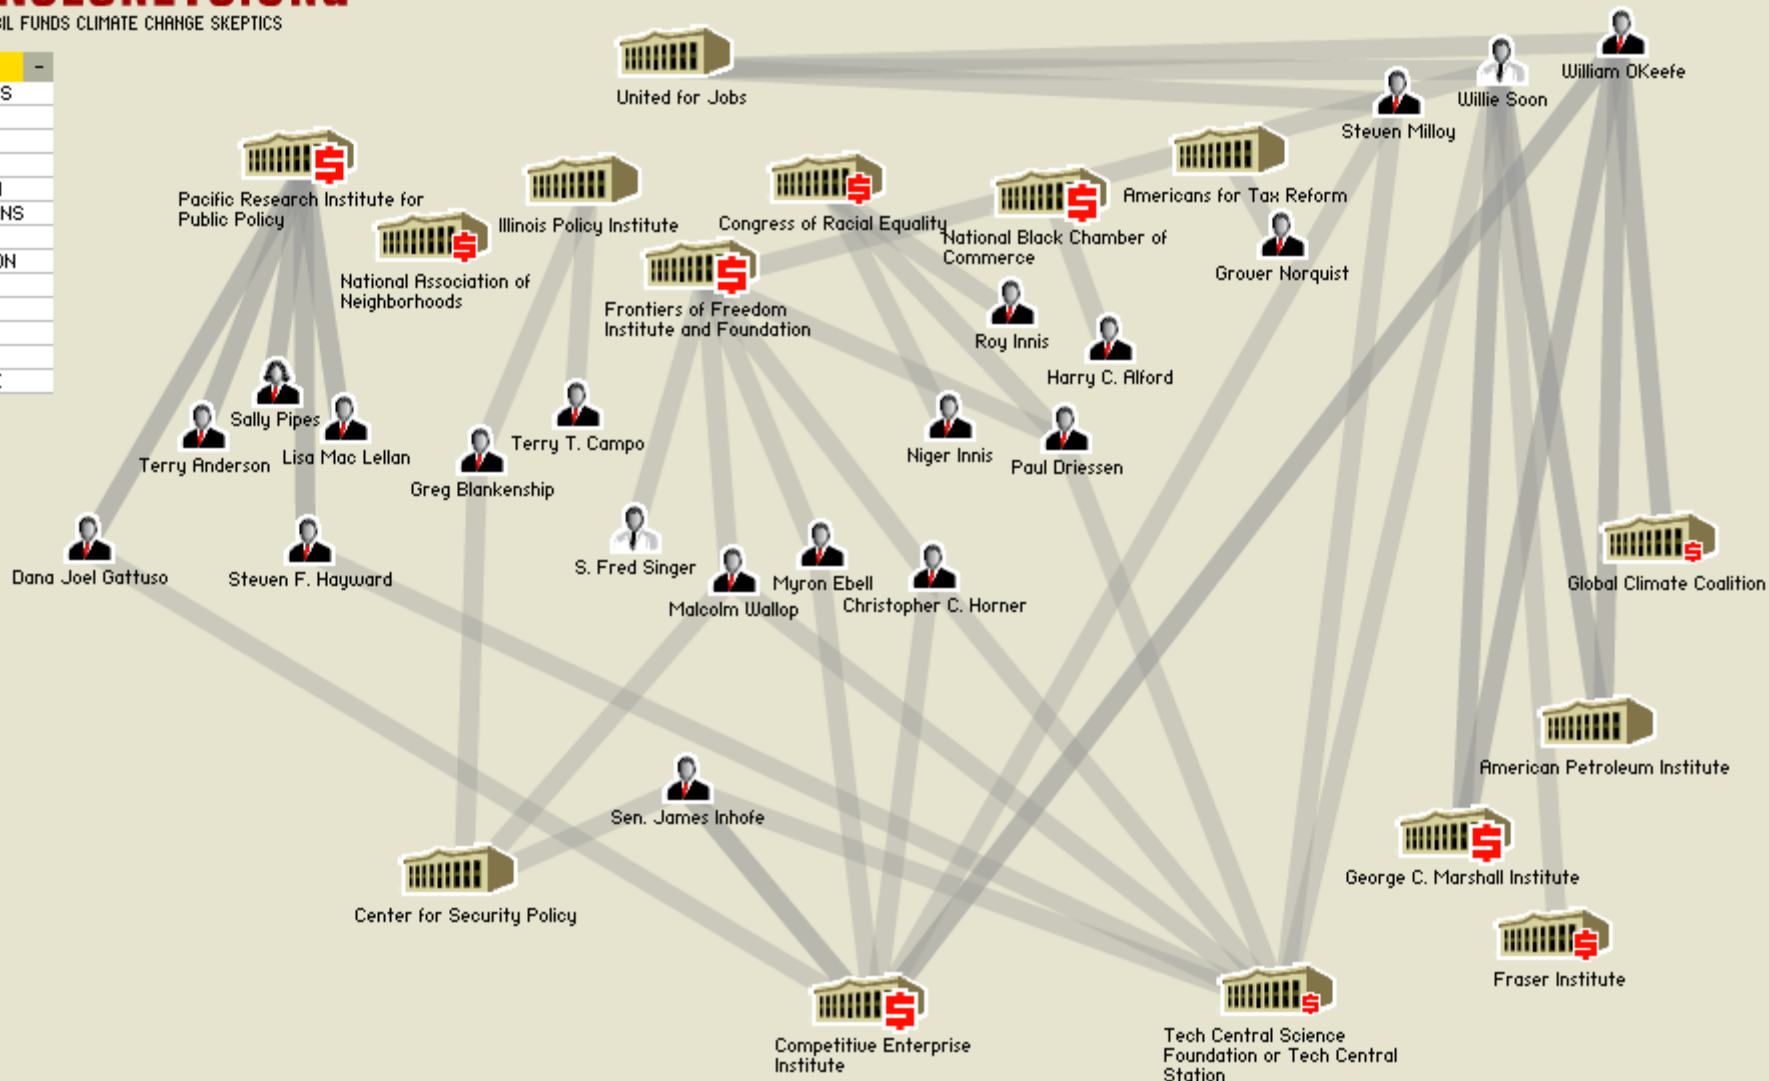 IL FUNDS CLIMATE CHANGE SKEPTICS
-
S
NS
ON
United for Jobs
William OKeefe
Willie Soon
Steven Milloy
Pacific Research Institute for
Public Policy
Illinois Policy Institute
Congress of Racial Equality
Americans for Tax Reform
National Black Chamber of
Commerce
National Association of
Neighborhoods
Grover Norquist
Frontiers of Freedom
Institute and Foundation
Roy Innis
Harry C. Alford
Sally Pipes
Terry Anderson
Lisa Mac Lellan
Terry T. Campo
Greg Blankenship
Niger Innis
Paul Driessen
Dana Joel Gattuso
Steven F. Hayward
S. Fred Singer
Malcolm Wallop
Myron Ebell
Christopher C. Horner
Global Climate Coalition
American Petroleum Institute
Sen. James Inhofe
George C. Marshall Institute
Center for Security Policy
Fraser Institute
Competitive Enterprise
Institute
Tech Central Science
Foundation or Tech Central
Station